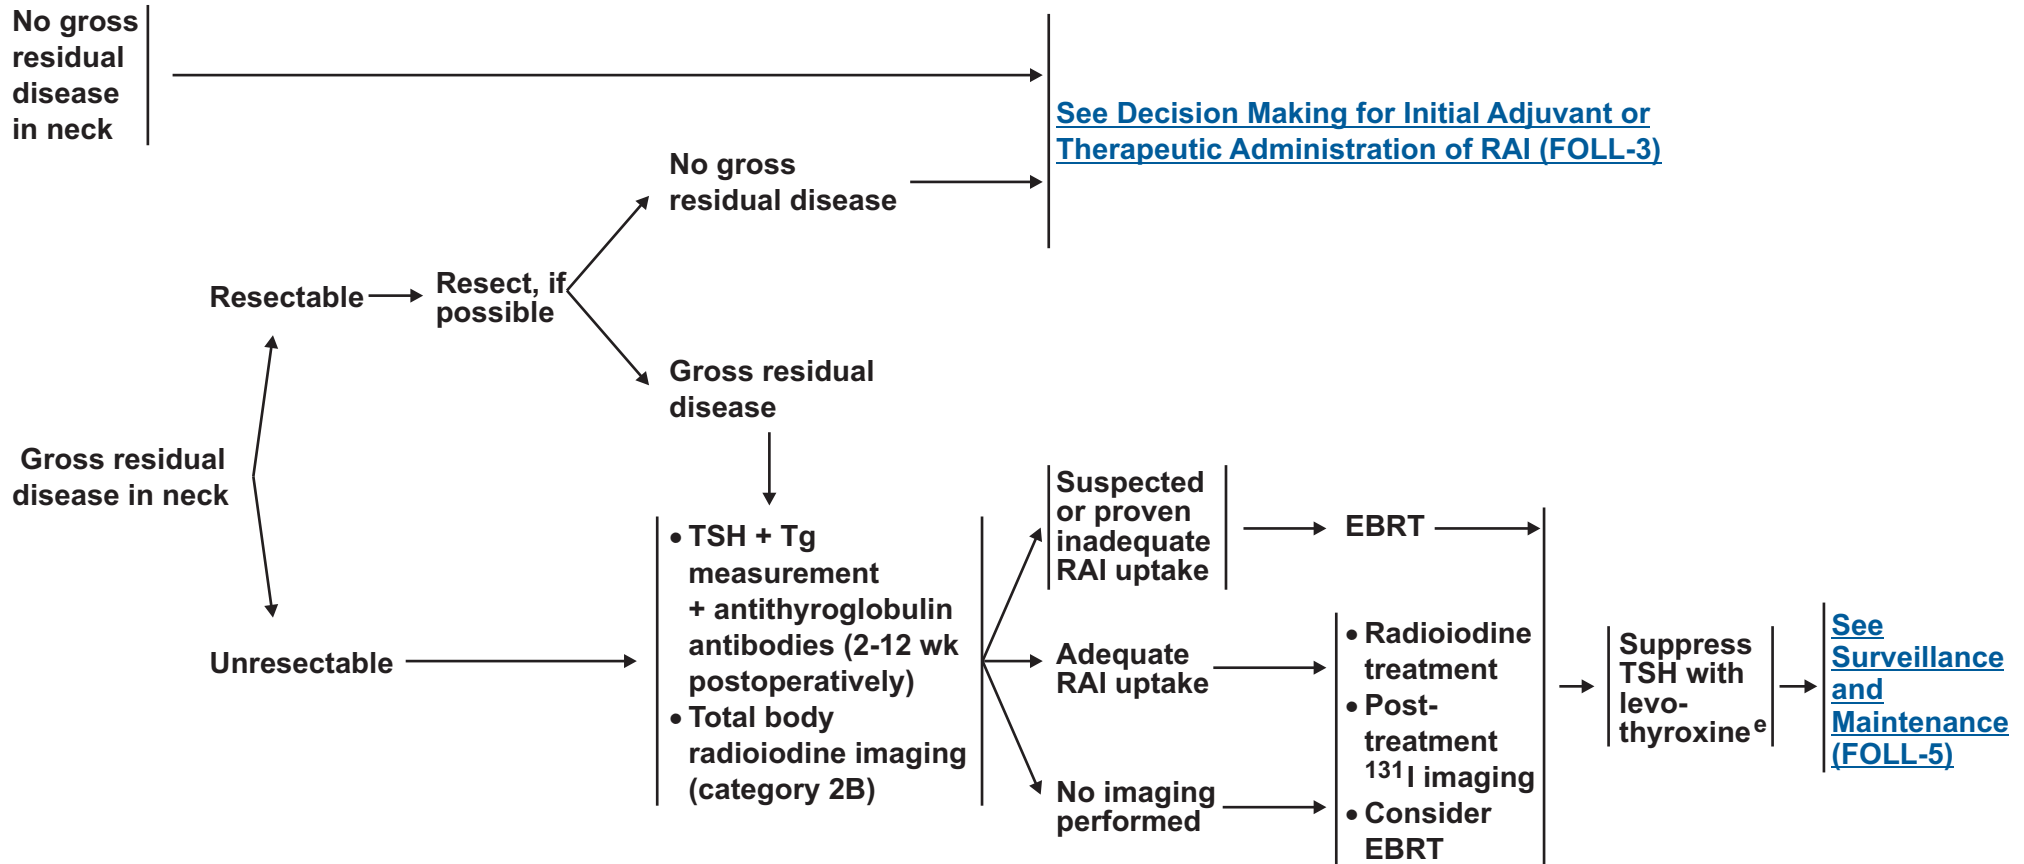 No gross
residual
disease
in neck
See Decision Making for Initial Adjuvant or
Therapeutic Administration of RAI (FOLL-3)
No gross
residual disease
Resectable
Resect, if
possible
Gross residual
disease
Gross residual
disease in neck
Unresectable
• TSH + Tg
measurement
+ antithyroglobulin
antibodies (2-12 wk
postoperatively)
• Total body
radioiodine imaging
(category 2B)
Suspected
or proven
inadequate
RAI uptake
EBRT
Adequate
RAI uptake
No imaging
performed
• Radioiodine
treatment
• Post-
treatment
131I imaging
• Consider
EBRT
Suppress
TSH with
levo-
thyroxine e
See
Surveillance
and
Maintenance
(FOLL-5)